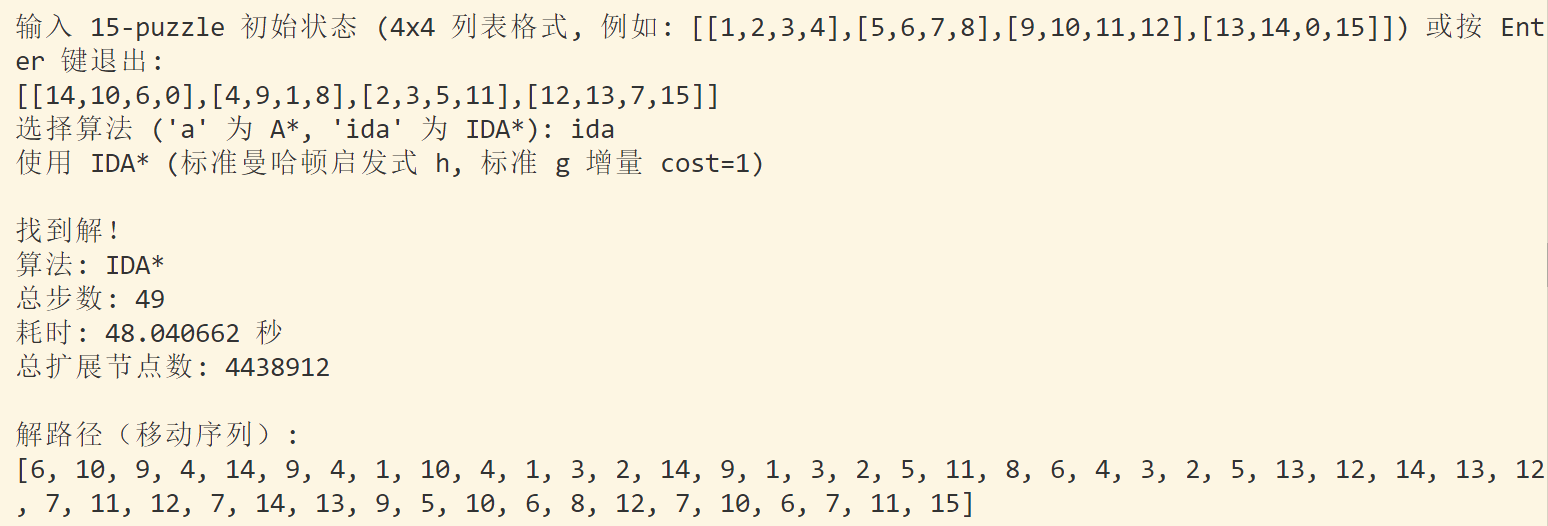 输入 15-puzzle 初始状态 (4x4 列表格式, 例如: [[1,2,3,4],[5,6,7,8],[9,10,11,12],[13,14,0,15]]) 或按 Ent
er 键退出:
[[14,10,6,0],[4,9,1,8],[2,3,5,11],[12,13,7,15]]
选择算法 ('a' 为 A*, 'ida' 为 IDA*): ida
使用 IDA* (标准曼哈顿启发式 h, 标准 g 增量 cost=1)
找到解!
算法: IDA*
总步数: 49
耗时: 48.040662 秒
总扩展节点数: 4438912
解路径（移动序列）:
[6, 10, 9, 4, 14, 9, 4, 1, 10, 4, 1, 3, 2, 14, 9, 1, 3, 2, 5, 11, 8, 6, 4, 3, 2, 5, 13, 12, 14, 13, 12
, 7, 11, 12, 7, 14, 13, 9, 5, 10, 6, 8, 12, 7, 10, 6, 7, 11, 15]